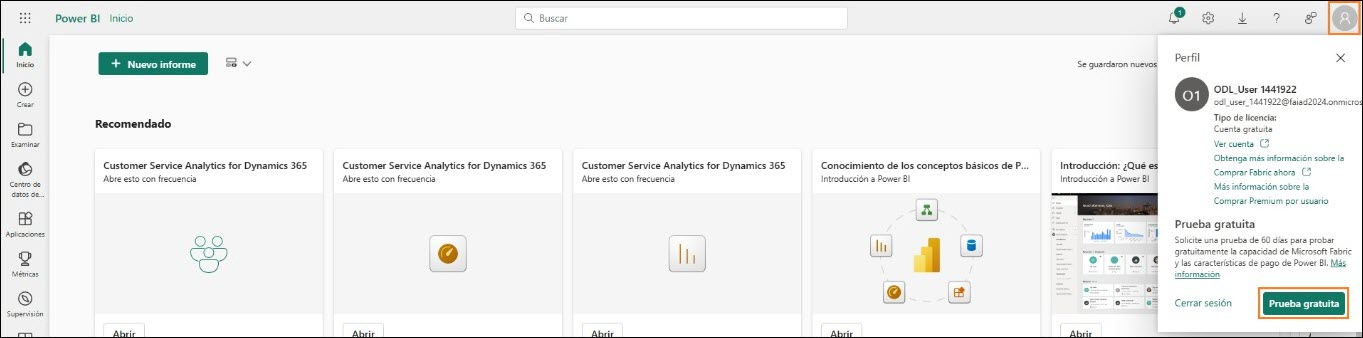 Power BI Inicio
Buscar
1
Inicio
Crear
Examinar
Centro de datos de...
Aplicaciones
Métricas
Supervisión
+ Nuevo informe
Se guardaron nuevos
Recomendado
Customer Service Analytics for Dynamics 365
Abre esto con frecuencia
Abrir
Customer Service Analytics for Dynamics 365
Abre esto con frecuencia
Abrir
Customer Service Analytics for Dynamics 365
Abre esto con frecuencia
Abrir
Conocimiento de los conceptos básicos de P...
Introducción a Power BI
Abrir
Introducción: ¿Qué es
Introducción a Power BI
Perfil
O1
ODL_User 1441922
odl_user_1441922@faiad2024.onmicros
Tipo de licencia:
Cuenta gratuita
Ver cuenta
Obtenga más información sobre la
Comprar Fabric ahora
Más información sobre la
Comprar Premium por usuario
Prueba gratuita
Solicite una prueba de 60 días para probar
gratuitamente la capacidad de Microsoft Fabric
y las características de pago de Power BI. Más
información
Cerrar sesión
Prueba gratuita